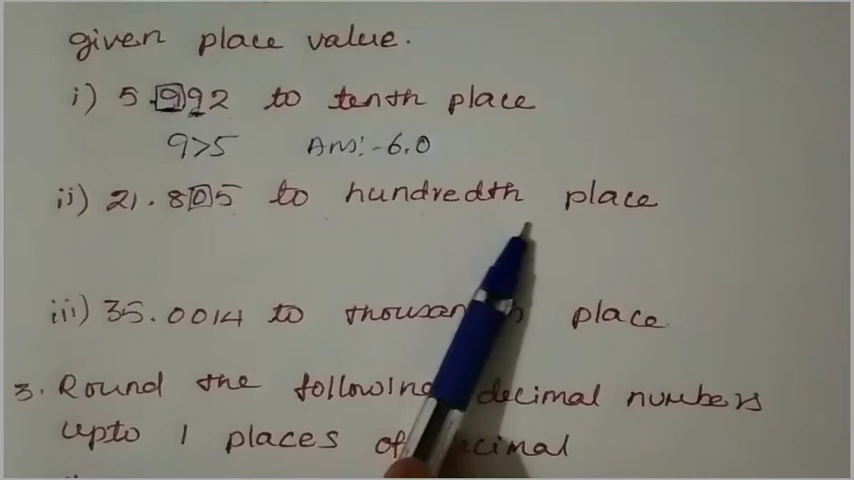 given place value.
i) 5.992 to tenth place
9>5 Ans:- 6.0
ii) 21.805 to hundredth place
iii) 35.0014 to place
3. Round the following decimal numbers
upto 1 places of